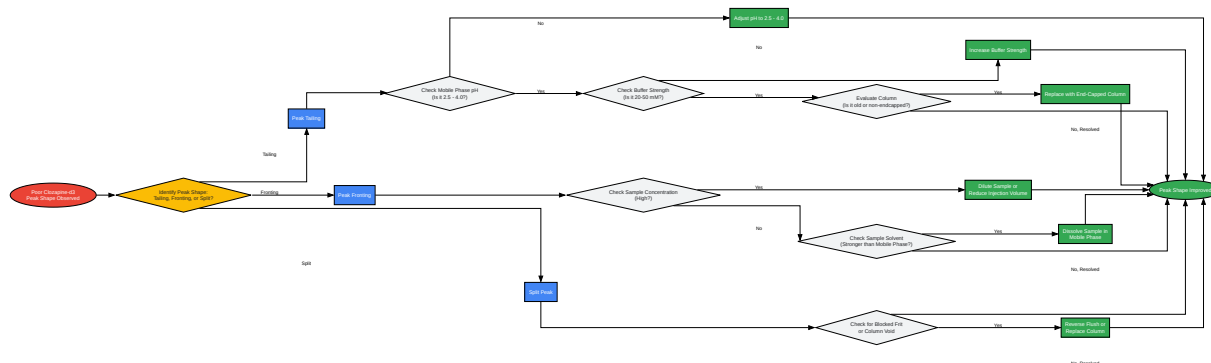 No
Adjust pH to 2.5 - 4.0
No
Increase Buffer Strength
Check Mobile Phase pH
(Is it 2.5 - 4.0?)
Yes
Check Buffer Strength
(Is it 20-50 mM?)
Yes
Evaluate Column
(Is it old or non-endcapped?)
Yes
Replace with End-Capped Column
Peak Tailing
No, Resolved
Tailing
Poor Clonazepam-d3
Peak Shape Observed
Identify Peak Shape:
Tailing, Fronting, or Split?
Fronting
Peak Fronting
Check Sample Concentration
(High?)
Yes
Dilute Sample or
Reduce Injection Volume
Peak Shape Improved
No
Check Sample Solvent
(Stronger than Mobile Phase?)
Yes
Dissolve Sample in
Mobile Phase
Split
No, Resolved
Split Peak
Check for Blocked Frit
or Column Void
Yes
Reverse-Flush or
Replace Column
No, Resolved